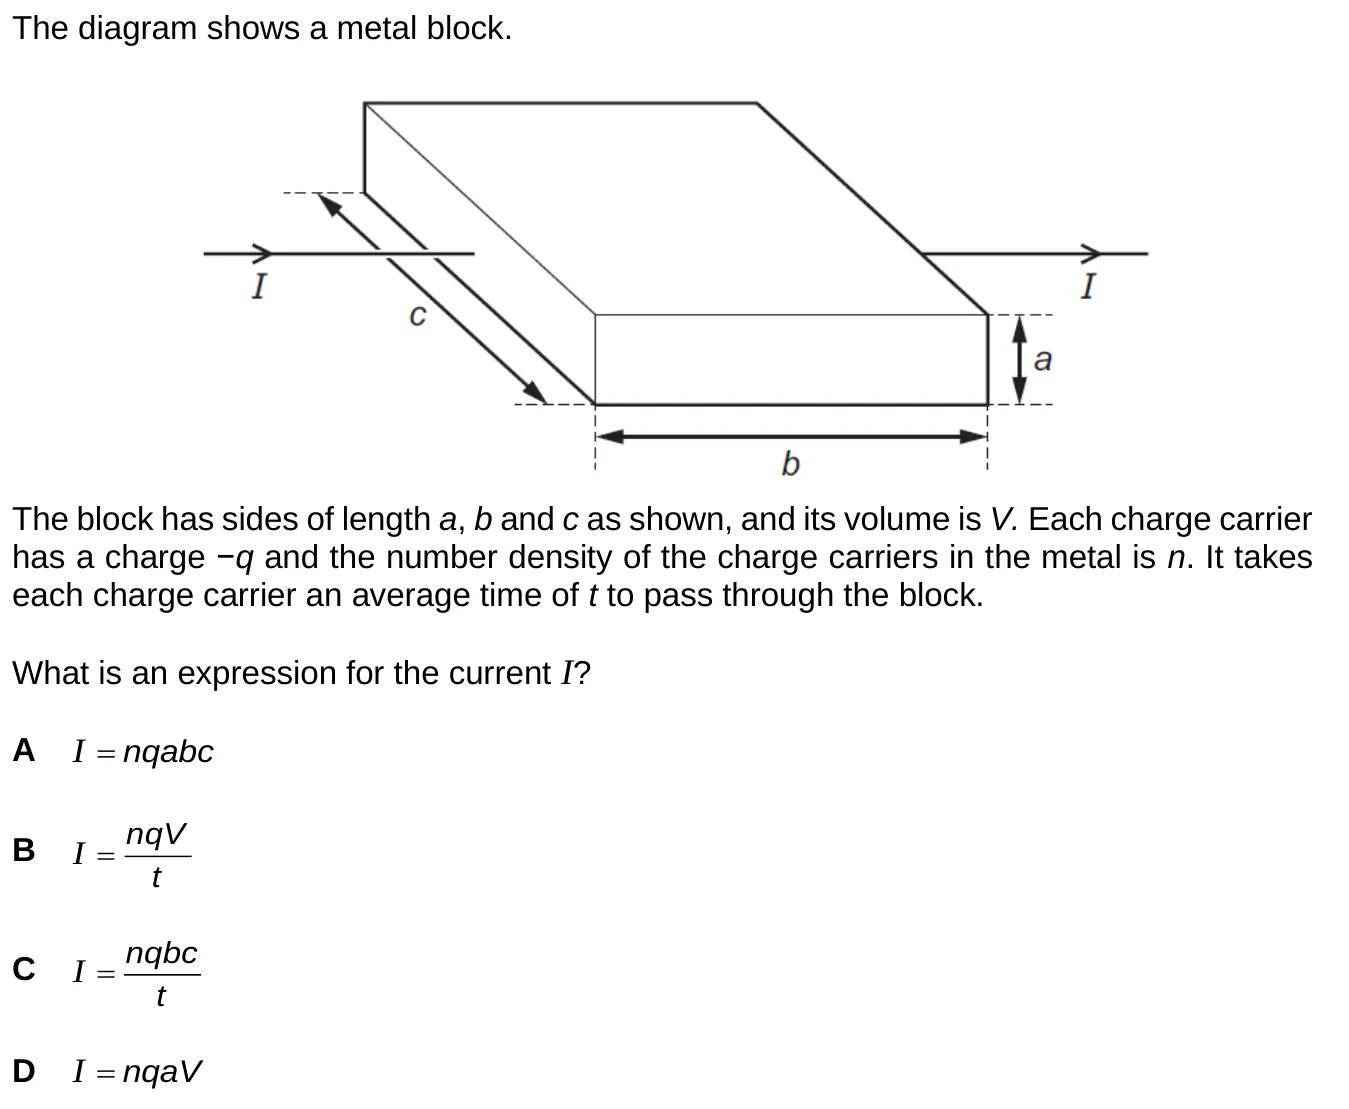 The diagram shows a metal block.
I
I
c
a
b
The block has sides of length a, b and c as shown, and its volume is V. Each charge carrier
has a charge −q and the number density of the charge carriers in the metal is n. It takes
each charge carrier an average time of t to pass through the block.
What is an expression for the current I?
A I = nqabc
B I = nqV/t
C I = nqbc/t
D I = nqaV